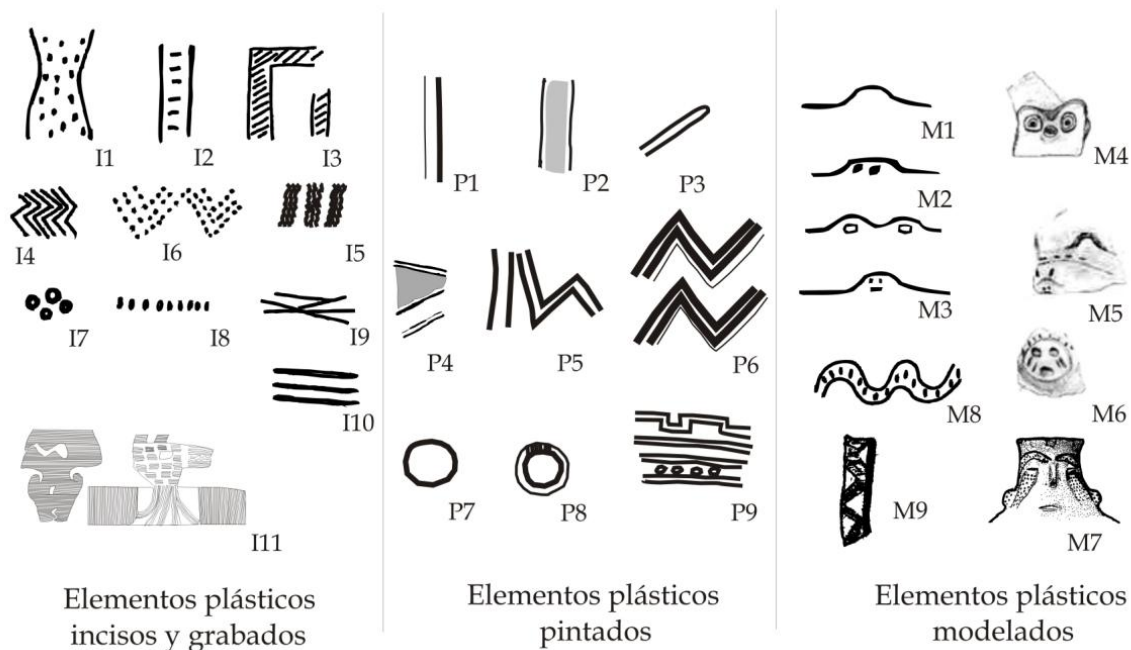 I1
I2
I3
I4
I6
I5
I7
I8
I9
I10
I11
Elementos plásticos
incisos y grabados
P1
P2
P3
P4
P5
P6
P7
P8
P9
Elementos plásticos
pintados
M1
M4
M2
M5
M3
M6
M8
M9
M7
Elementos plásticos
modelados